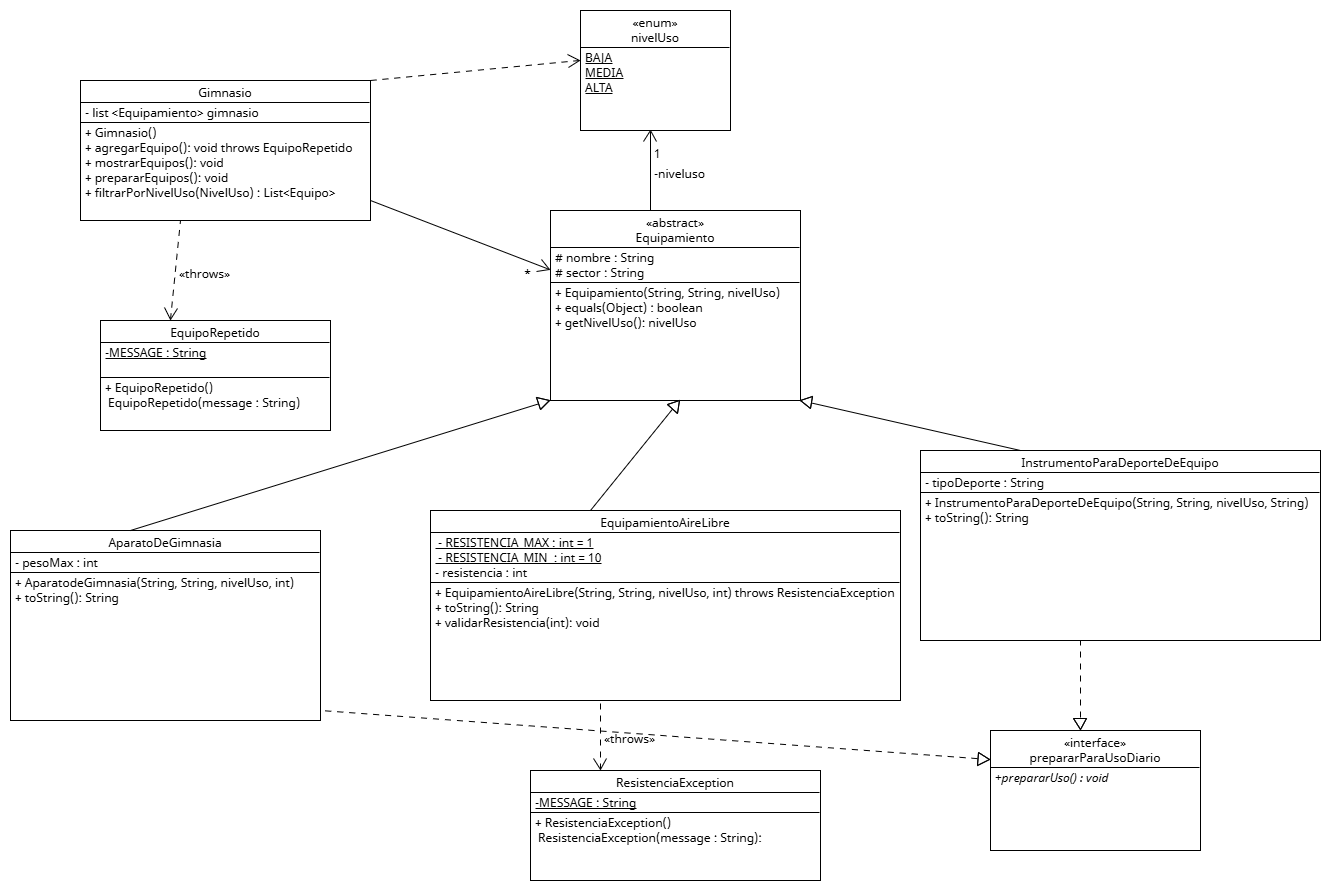 «enum»
nivelUso
BAJA
MEDIA
ALTA
Gimnasio
- list <Equipamiento> gimnasio
+ Gimnasio()
+ agregarEquipo(): void throws EquipoRepetido
+ mostrarEquipos(): void
+ prepararEquipos(): void
+ filtrarPorNivelUso(NivelUso) : List<Equipo>
1
-niveluso
«abstract»
Equipamiento
# nombre : String
# sector : String
+ Equipamiento(String, String, nivelUso)
+ equals(Object) : boolean
+ getNivelUso(): nivelUso
*
«throws»
EquipoRepetido
-MESSAGE : String
+ EquipoRepetido()
EquipoRepetido(message : String)
InstrumentoParaDeporteDeEquipo
- tipoDeporte : String
+ InstrumentoParaDeporteDeEquipo(String, String, nivelUso, String)
+ toString(): String
AparatoDeGimnasia
- pesoMax : int
+ AparatodeGimnasia(String, String, nivelUso, int)
+ toString(): String
EquipamientoAireLibre
- RESISTENCIA_MAX : int = 1
- RESISTENCIA_MIN : int = 10
- resistencia : int
+ EquipamientoAireLibre(String, String, nivelUso, int) throws ResistenciaException
+ toString(): String
+ validarResistencia(int): void
«throws»
«interface»
prepararParaUsoDiario
+prepararUso() : void
ResistenciaException
-MESSAGE : String
+ ResistenciaException()
ResistenciaException(message : String):